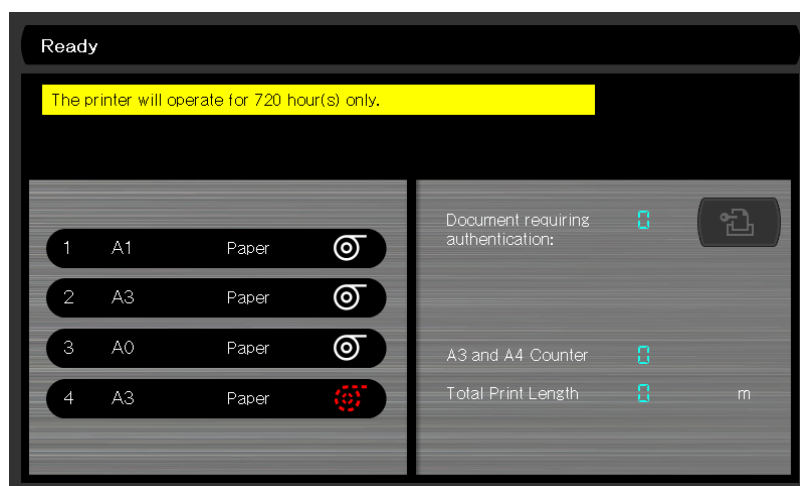 Ready
The printer will operate for 720 hour(s) only.
1 A1 Paper
2 A3 Paper
3 A0 Paper
4 A3 Paper
Document requiring
authentication: 0
A3 and A4 Counter 0
Total Print Length 0 m